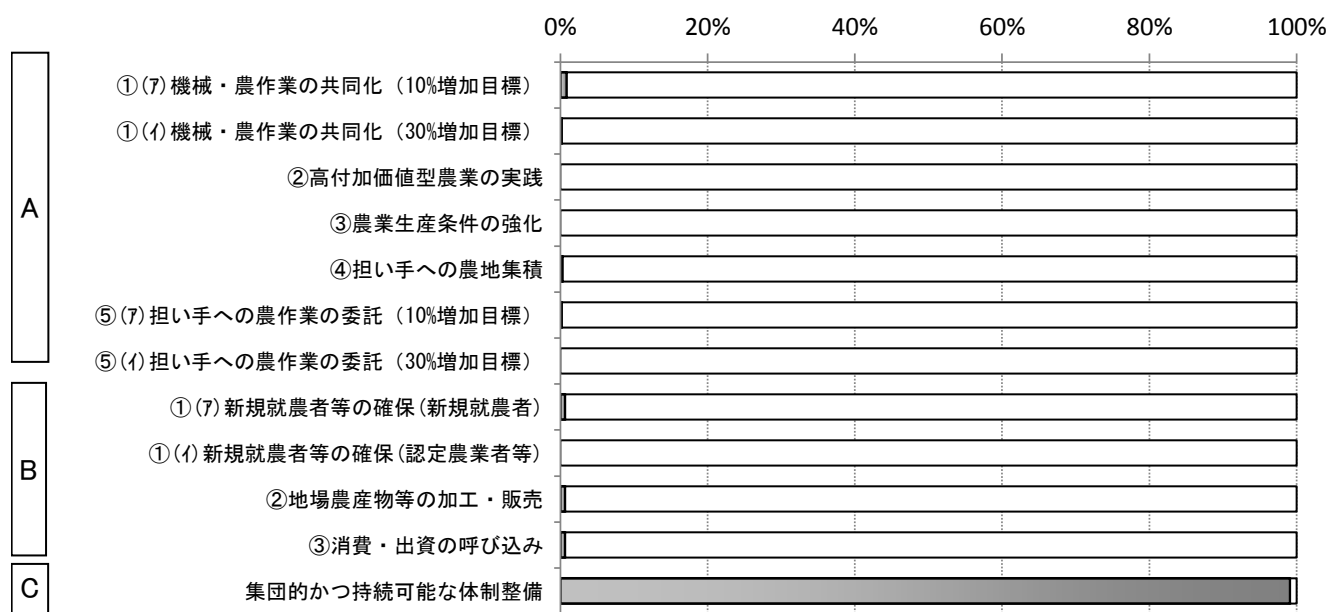 0% 20% 40% 60% 80% 100%
A
①(ｱ)機械・農作業の共同化（10%増加目標）
①(ｲ)機械・農作業の共同化（30%増加目標）
②高付加価値型農業の実践
③農業生産条件の強化
④担い手への農地集積
⑤(ｱ)担い手への農作業の委託（10%増加目標）
⑤(ｲ)担い手への農作業の委託（30%増加目標）
B
①(ｱ)新規就農者等の確保(新規就農者)
①(ｲ)新規就農者等の確保(認定農業者等)
②地場農産物等の加工・販売
③消費・出資の呼び込み
C
集団的かつ持続可能な体制整備